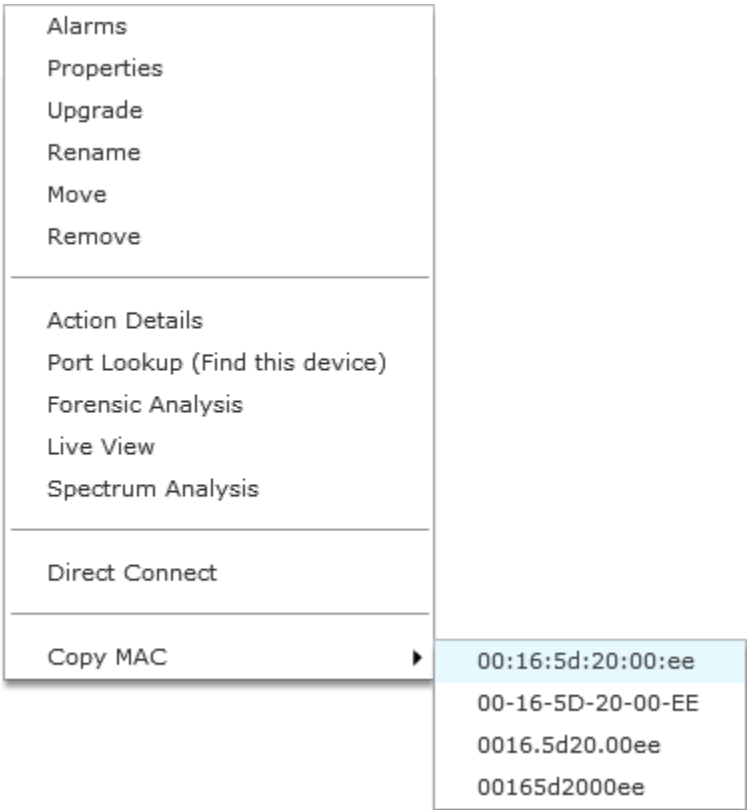 Alarms
Properties
Upgrade
Rename
Move
Remove
Action Details
Port Lookup (Find this device)
Forensic Analysis
Live View
Spectrum Analysis
Direct Connect
Copy MAC
00:16:5d:20:00:ee
00-16-5D-20-00-EE
0016.5d20.00ee
00165d2000ee